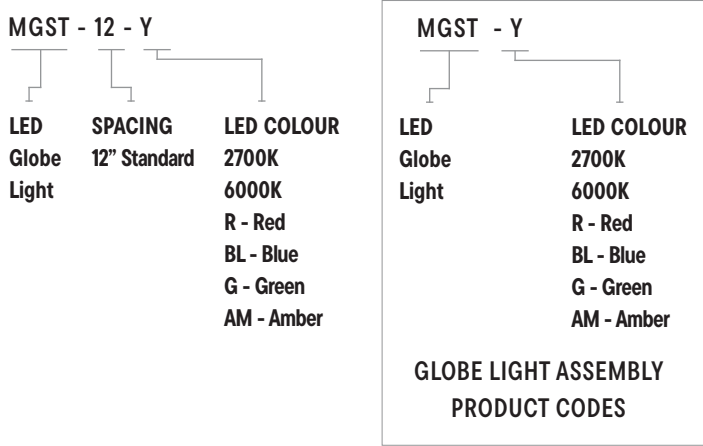 MGST - 12 - Y
LED SPACING LED COLOUR
Globe 12” Standard 2700K
Light 6000K
R - Red
BL - Blue
G - Green
AM - Amber
MGST - Y
LED LED COLOUR
Globe 2700K
Light 6000K
R - Red
BL - Blue
G - Green
AM - Amber
GLOBE LIGHT ASSEMBLY
PRODUCT CODES